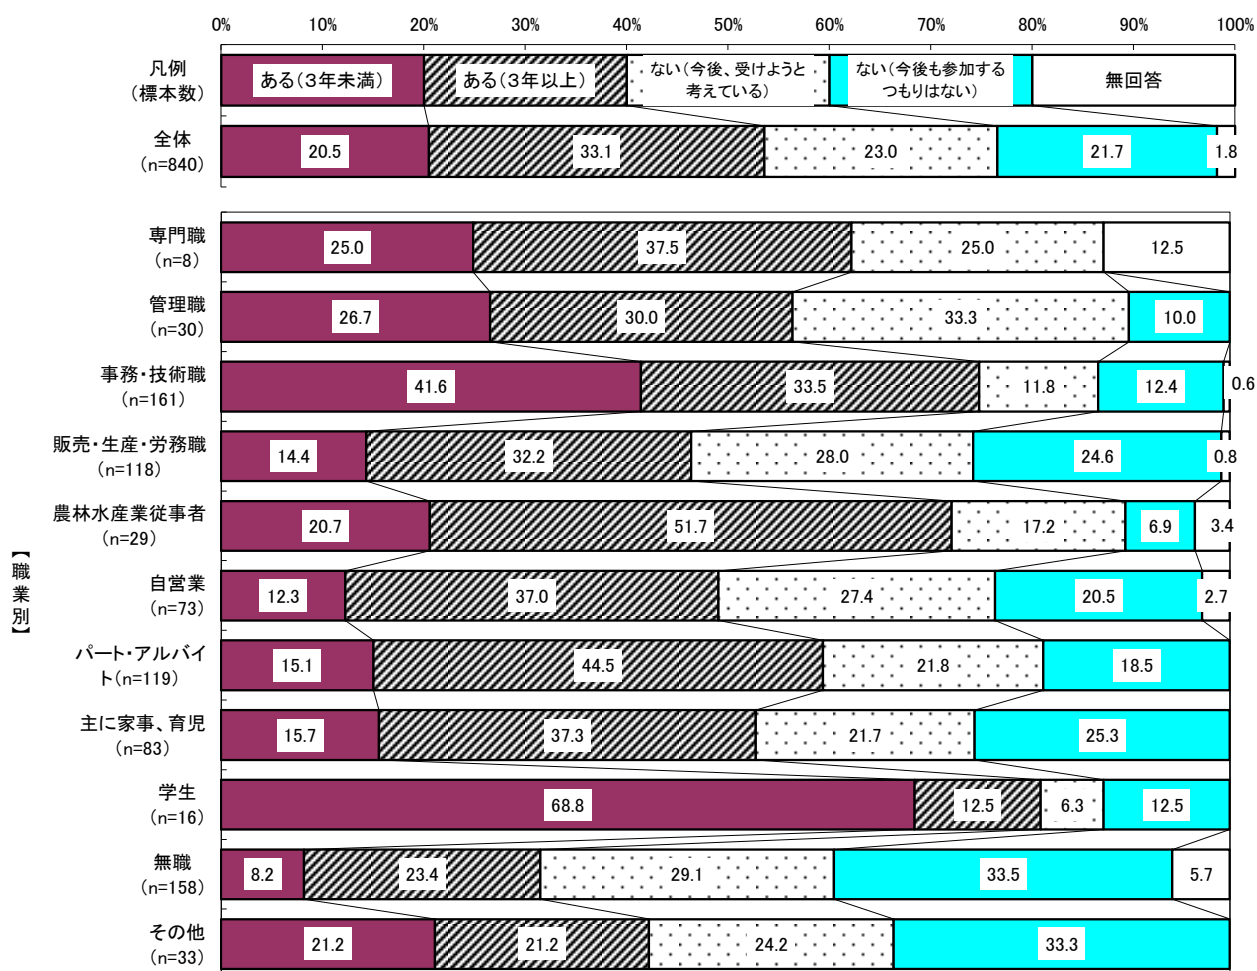 0% 10% 20% 30% 40% 50% 60% 70% 80% 90% 100%
凡例
(標本数)
ある(3年未満)
ある(3年以上)
ない(今後、受けようと
考えている)
ない(今後も参加する
つもりはない)
無回答
全体
(n=840)
20.5 33.1 23.0 21.7 1.8
【職業別】
専門職
(n=8)
25.0 37.5 25.0 12.5
管理職
(n=30)
26.7 30.0 33.3 10.0
事務・技術職
(n=161)
41.6 33.5 11.8 12.4 0.6
販売・生産・労務職
(n=118)
14.4 32.2 28.0 24.6 0.8
農林水産業従事者
(n=29)
20.7 51.7 17.2 6.9 3.4
自営業
(n=73)
12.3 37.0 27.4 20.5 2.7
パート・アルバイ
ト(n=119)
15.1 44.5 21.8 18.5
主に家事、育児
(n=83)
15.7 37.3 21.7 25.3
学生
(n=16)
68.8 12.5 6.3 12.5
無職
(n=158)
8.2 23.4 29.1 33.5 5.7
その他
(n=33)
21.2 21.2 24.2 33.3